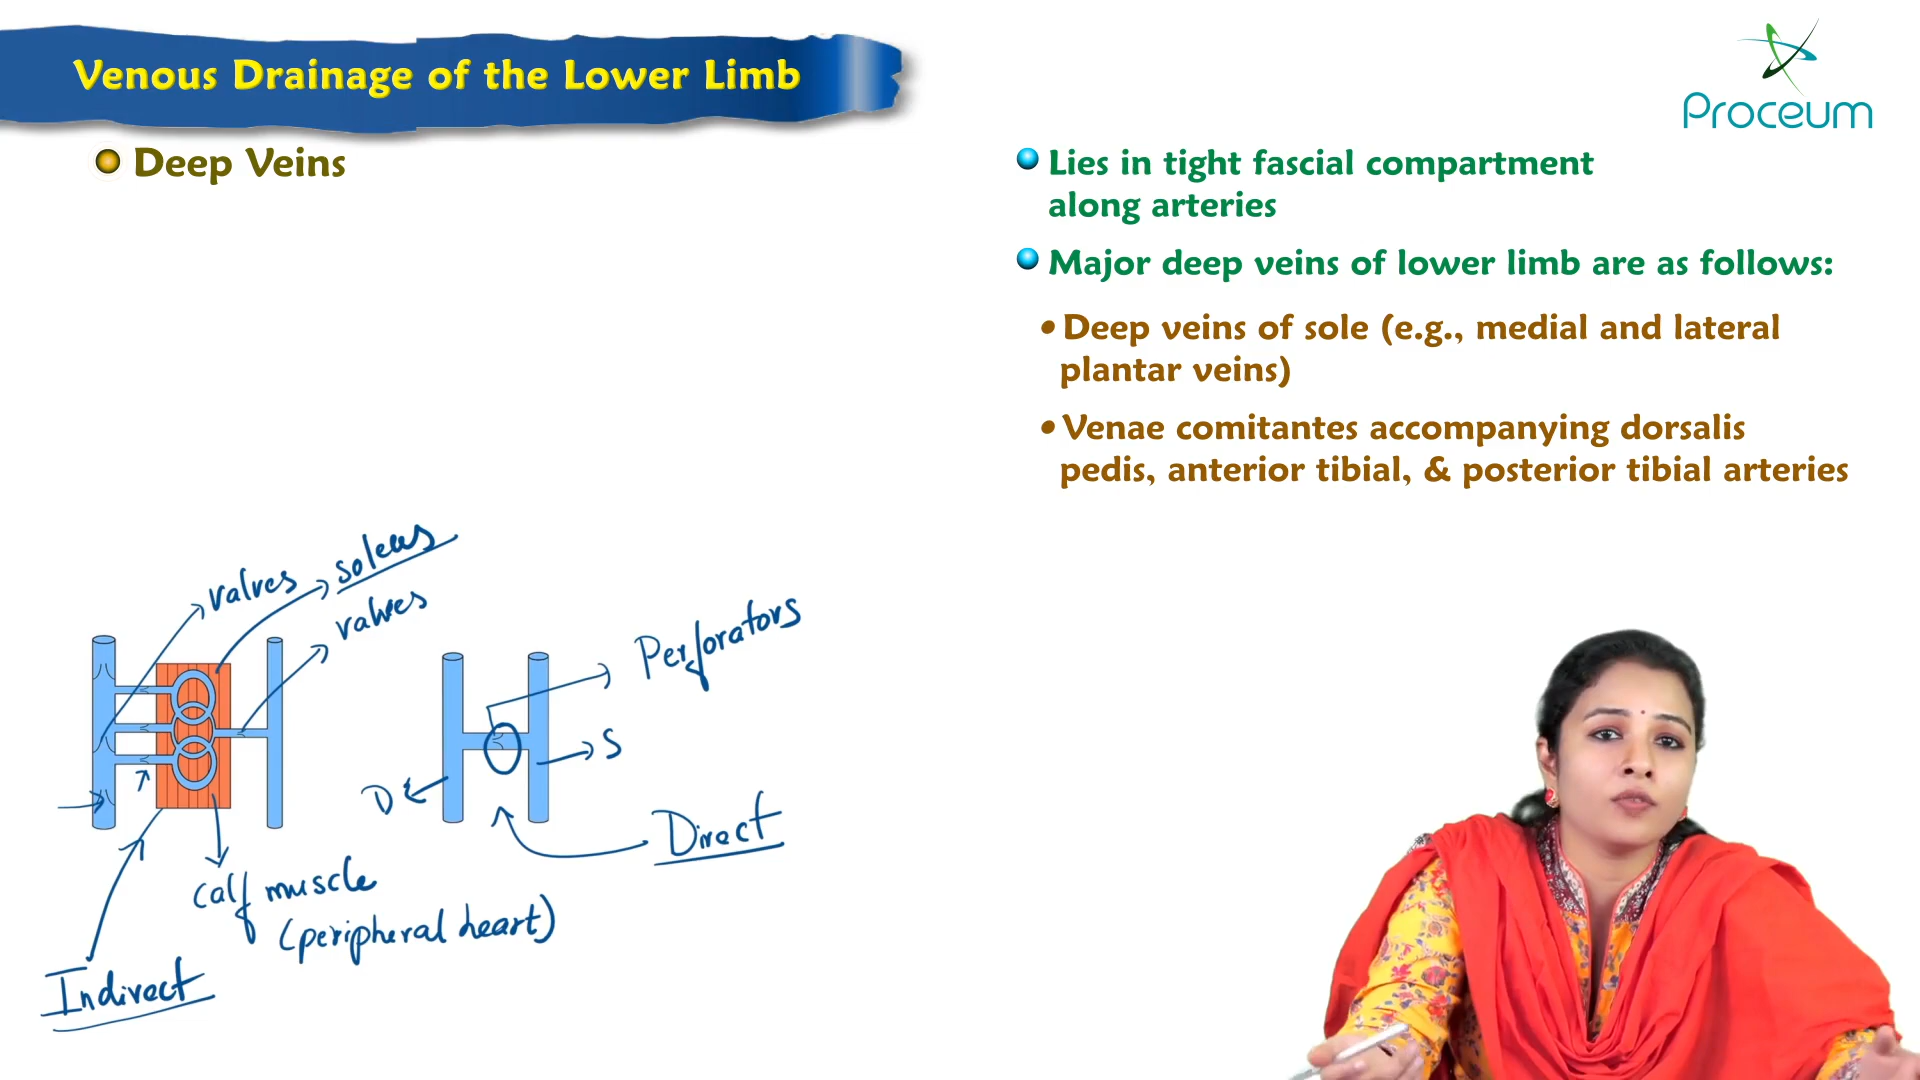 Venous Drainage of the Lower Limb
Proceum
Deep Veins
Lies in tight fascial compartment
along arteries
Major deep veins of lower limb are as follows:
• Deep veins of sole (e.g., medial and lateral
plantar veins)
• Venae comitantes accompanying dorsalis
pedis, anterior tibial, & posterior tibial arteries
valves
soleus
valves
Perforators
S
D
Direct
calf muscle
(peripheral heart)
Indirect